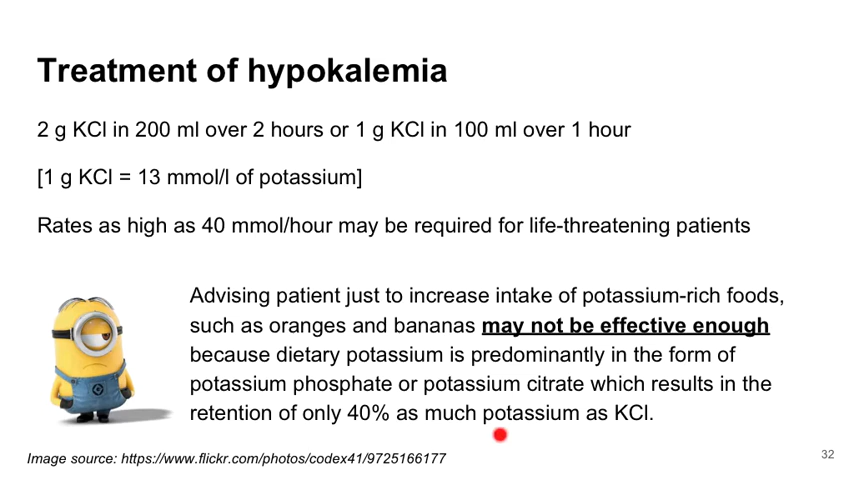 Treatment of hypokalemia
2 g KCl in 200 ml over 2 hours or 1 g KCl in 100 ml over 1 hour
[1 g KCl = 13 mmol/l of potassium]
Rates as high as 40 mmol/hour may be required for life-threatening patients
Advising patient just to increase intake of potassium-rich foods,
such as oranges and bananas may not be effective enough
because dietary potassium is predominantly in the form of
potassium phosphate or potassium citrate which results in the
retention of only 40% as much potassium as KCl.
Image source: https://www.flickr.com/photos/codex41/9725166177
32